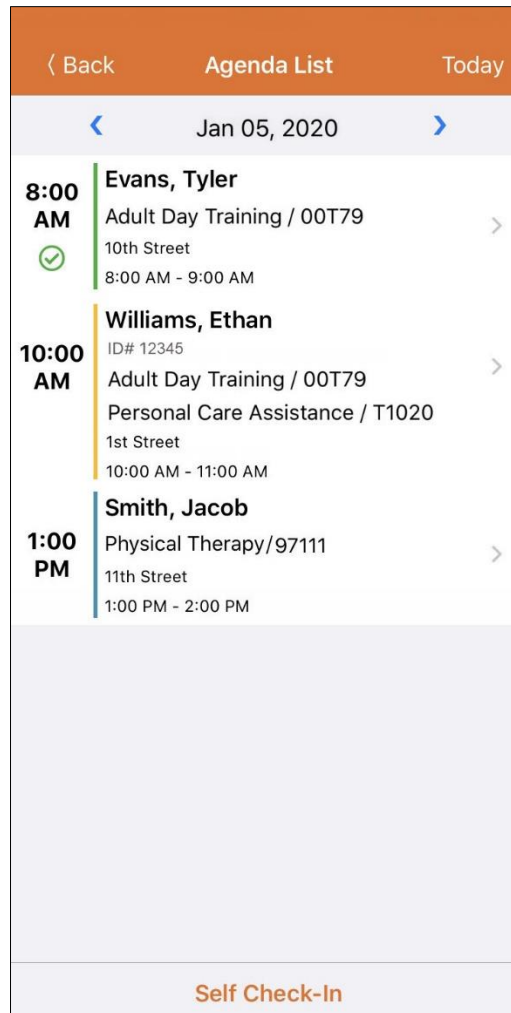 Back Agenda List Today
Jan 05, 2020
8:00 AM
Evans, Tyler
Adult Day Training / 00T79
10th Street
8:00 AM - 9:00 AM
10:00 AM
Williams, Ethan
ID# 12345
Adult Day Training / 00T79
Personal Care Assistance / T1020
1st Street
10:00 AM - 11:00 AM
1:00 PM
Smith, Jacob
Physical Therapy/97111
11th Street
1:00 PM - 2:00 PM
Self Check-In